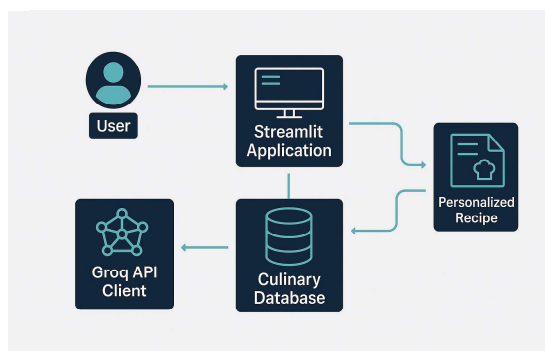 User
Streamlit
Application
Personalized
Recipe
Groq API
Client
Culinary
Database